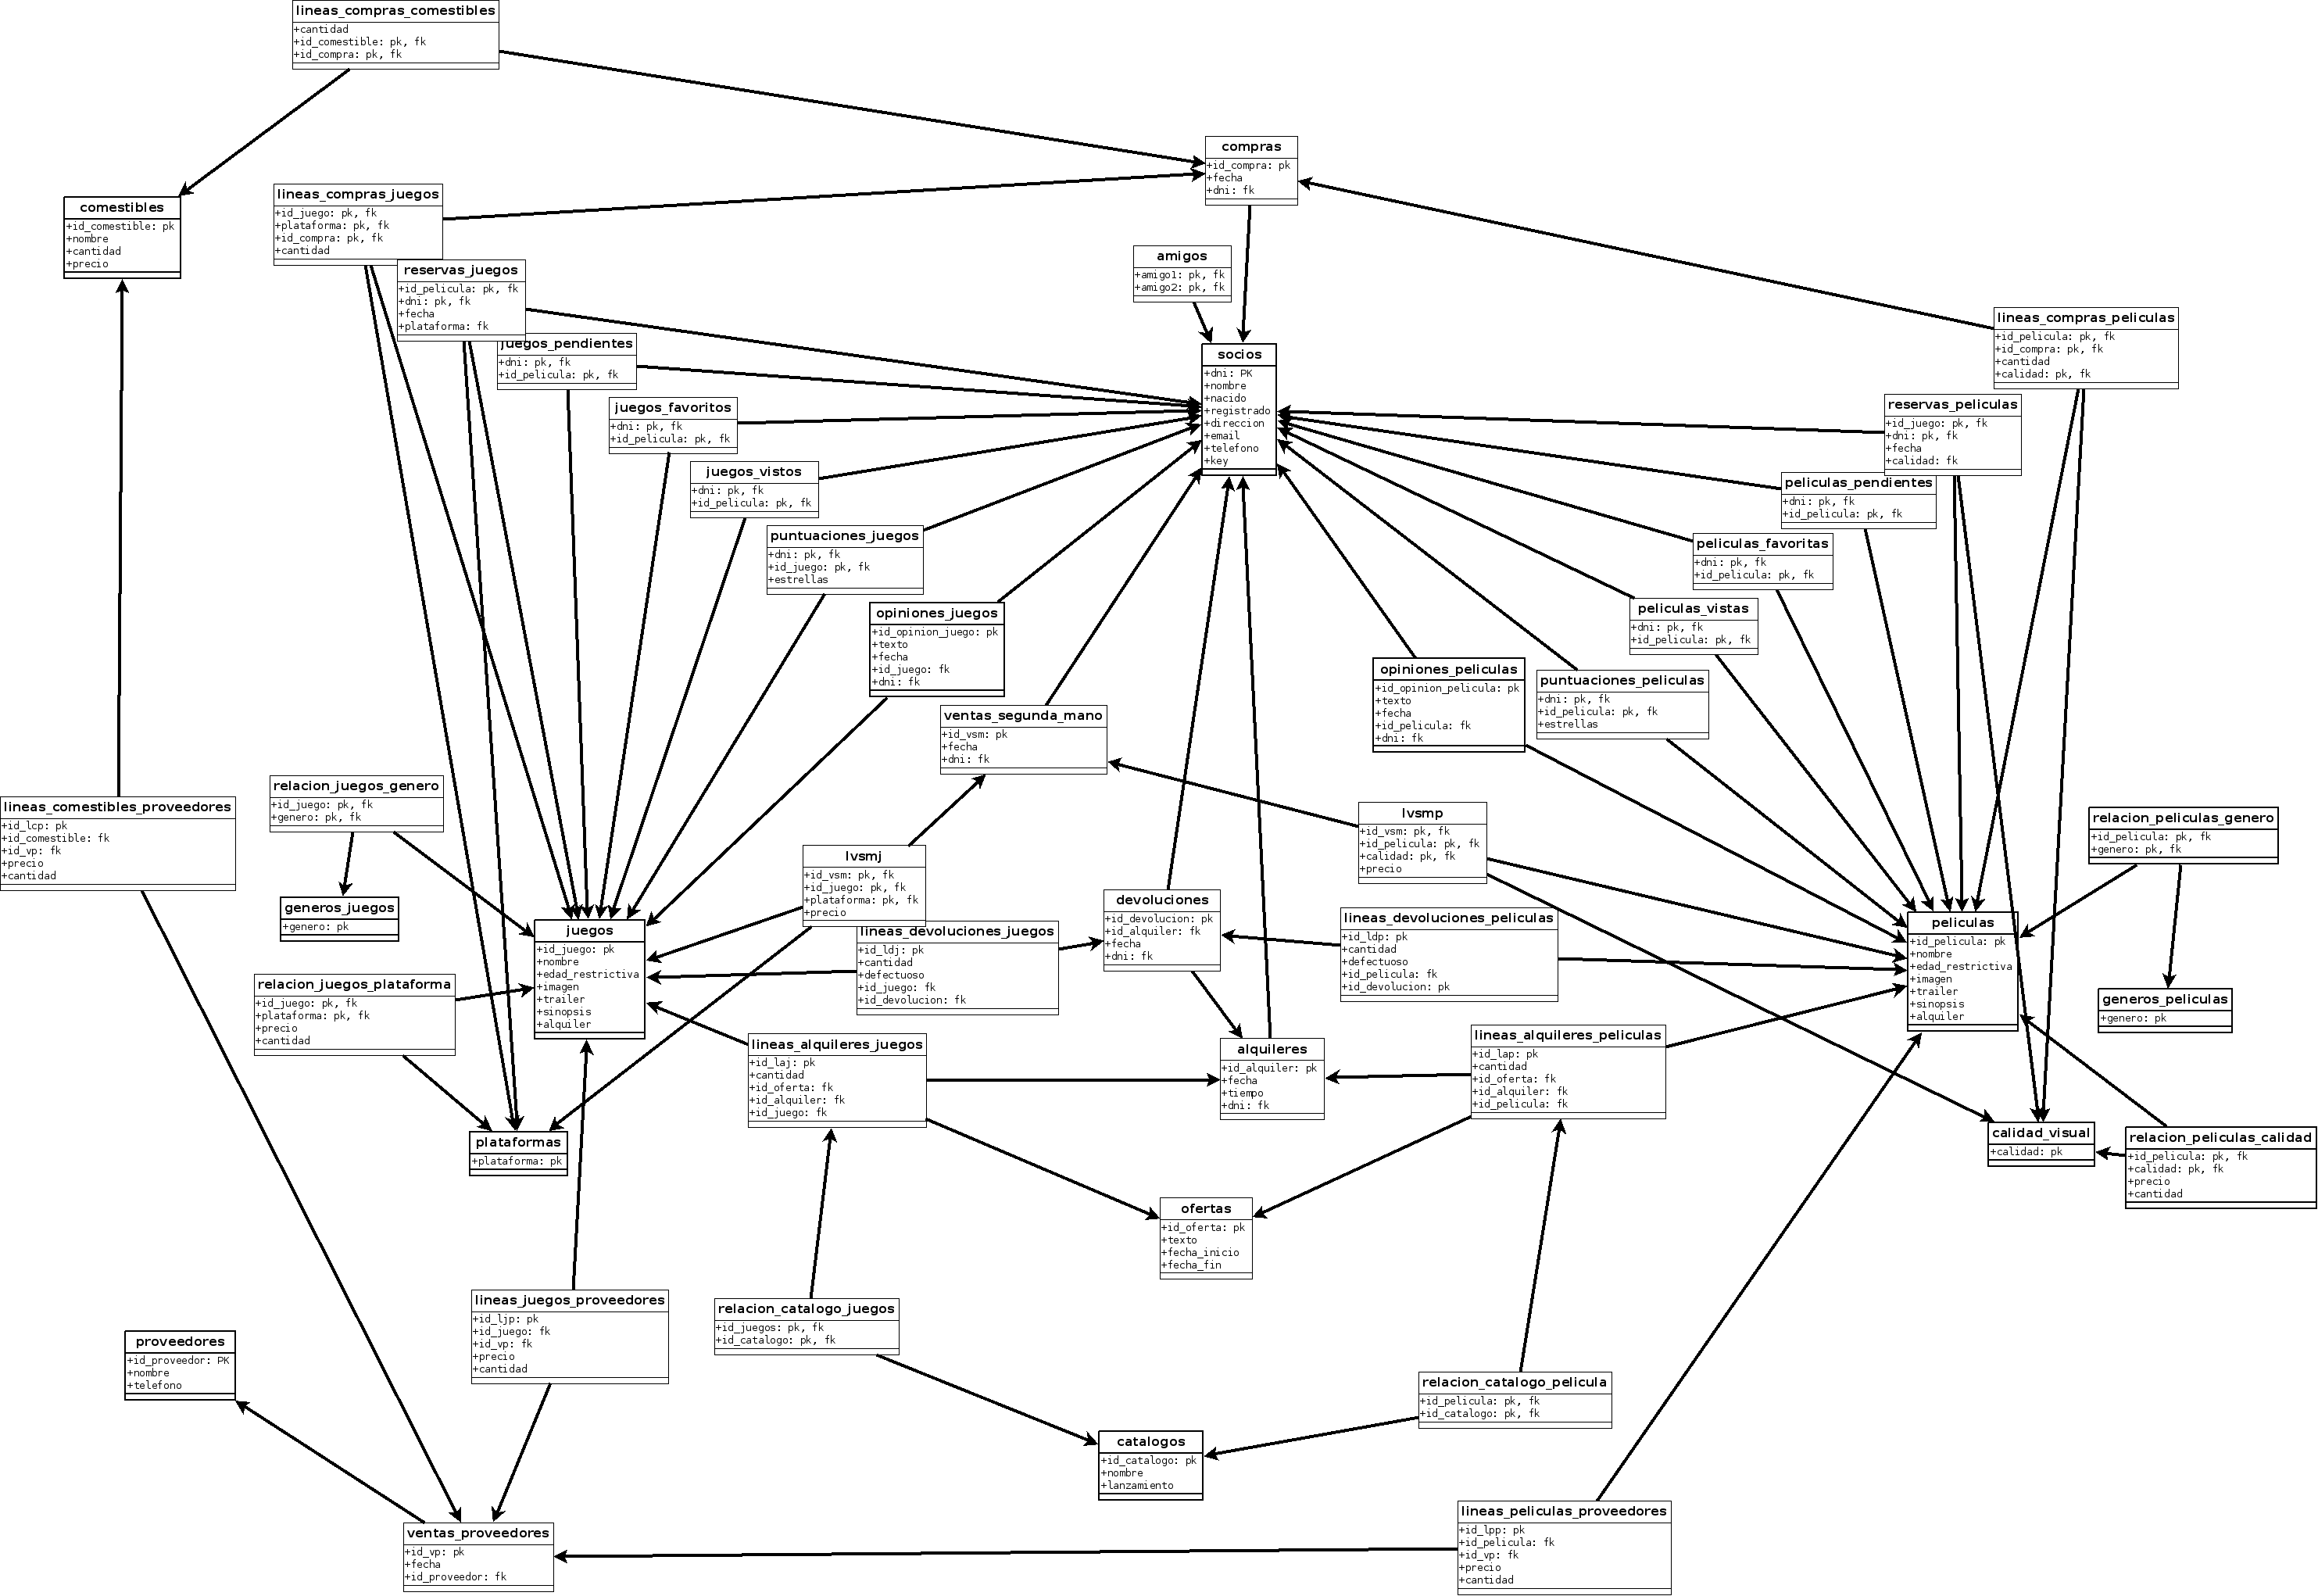 lineas_compras_comestibles
+cantidad
+id_comestible: pk, fk
+id_compra: pk, fk
compras
+id_compra: pk
+fecha
+dni: fk
lineas_compras_juegos
+id_juego: pk, fk
+plataforma: pk, fk
+id_compra: pk, fk
+cantidad
comestibles
+id_comestible: pk
+nombre
+cantidad
+precio
amigos
+amigo1: pk, fk
+amigo2: pk, fk
reservas_juegos
+id_pelicula: pk, fk
+dni: pk, fk
+fecha
+plataforma: fk
lineas_compras_peliculas
+id_pelicula: pk, fk
+id_compra: pk, fk
+cantidad
+calidad: pk, fk
juegos_pendientes
+dni: pk, fk
+id_pelicula: pk, fk
socios
+dni: PK
+nombre
+nacido
+registrado
+direccion
+email
+telefono
+key
juegos_favoritos
+dni: pk, fk
+id_pelicula: pk, fk
reservas_peliculas
+id_juego: pk, fk
+dni: pk, fk
+fecha
+calidad: fk
juegos_vistos
+dni: pk, fk
+id_pelicula: pk, fk
peliculas_pendientes
+dni: pk, fk
+id_pelicula: pk, fk
puntuaciones_juegos
+dni: pk, fk
+id_juego: pk, fk
+estrellas
peliculas_favoritas
+dni: pk, fk
+id_pelicula: pk, fk
opiniones_juegos
+id_opinion_juego: pk
+texto
+fecha
+id_juego: fk
+dni: fk
peliculas_vistas
+dni: pk, fk
+id_pelicula: pk, fk
opiniones_peliculas
+id_opinion_pelicula: pk
+texto
+fecha
+id_pelicula: fk
+dni: fk
puntuaciones_peliculas
+dni: pk, fk
+id_pelicula: pk, fk
+estrellas
ventas_segunda_mano
+id_vsm: pk
+fecha
+dni: fk
relacion_juegos_genero
+id_juego: pk, fk
+genero: pk, fk
lineas_comestibles_proveedores
+id_lcp: pk
+id_comestible: fk
+id_vp: fk
+precio
+cantidad
lvsmp
+id_vsm: pk, fk
+id_pelicula: pk, fk
+calidad: pk, fk
+precio
relacion_peliculas_genero
+id_pelicula: pk, fk
+genero: pk, fk
lvsmj
+id_vsm: pk, fk
+id_juego: pk, fk
+plataforma: pk, fk
+precio
generos_juegos
+genero: pk
devoluciones
+id_devolucion: pk
+id_alquiler: fk
+fecha
+dni: fk
juegos
+id_juego: pk
+nombre
+edad_restrictiva
+imagen
+trailer
+sinopsis
+alquiler
lineas_devoluciones_juegos
+id_ldj: pk
+cantidad
+defectuoso
+id_juego: fk
+id_devolucion: fk
lineas_devoluciones_peliculas
+id_ldp: pk
+cantidad
+defectuoso
+id_pelicula: fk
+id_devolucion: pk
peliculas
+id_pelicula: pk
+nombre
+edad_restrictiva
+imagen
+trailer
+sinopsis
+alquiler
relacion_juegos_plataforma
+id_juego: pk, fk
+plataforma: pk, fk
+precio
+cantidad
generos_peliculas
+genero: pk
lineas_alquileres_juegos
+id_laj: pk
+cantidad
+id_oferta: fk
+id_alquiler: fk
+id_juego: fk
alquileres
+id_alquiler: pk
+fecha
+tiempo
+dni: fk
lineas_alquileres_peliculas
+id_lap: pk
+cantidad
+id_oferta: fk
+id_alquiler: fk
+id_pelicula: fk
plataformas
+plataforma: pk
calidad_visual
+calidad: pk
relacion_peliculas_calidad
+id_pelicula: pk, fk
+calidad: pk, fk
+precio
+cantidad
ofertas
+id_oferta: pk
+texto
+fecha_inicio
+fecha_fin
lineas_juegos_proveedores
+id_ljp: pk
+id_juego: fk
+id_vp: fk
+precio
+cantidad
relacion_catalogo_juegos
+id_juegos: pk, fk
+id_catalogo: pk, fk
proveedores
+id_proveedor: PK
+nombre
+telefono
relacion_catalogo_pelicula
+id_pelicula: pk, fk
+id_catalogo: pk, fk
catalogos
+id_catalogo: pk
+nombre
+lanzamiento
lineas_peliculas_proveedores
+id_lpp: pk
+id_pelicula: fk
+id_vp: fk
+precio
+cantidad
ventas_proveedores
+id_vp: pk
+fecha
+id_proveedor: fk